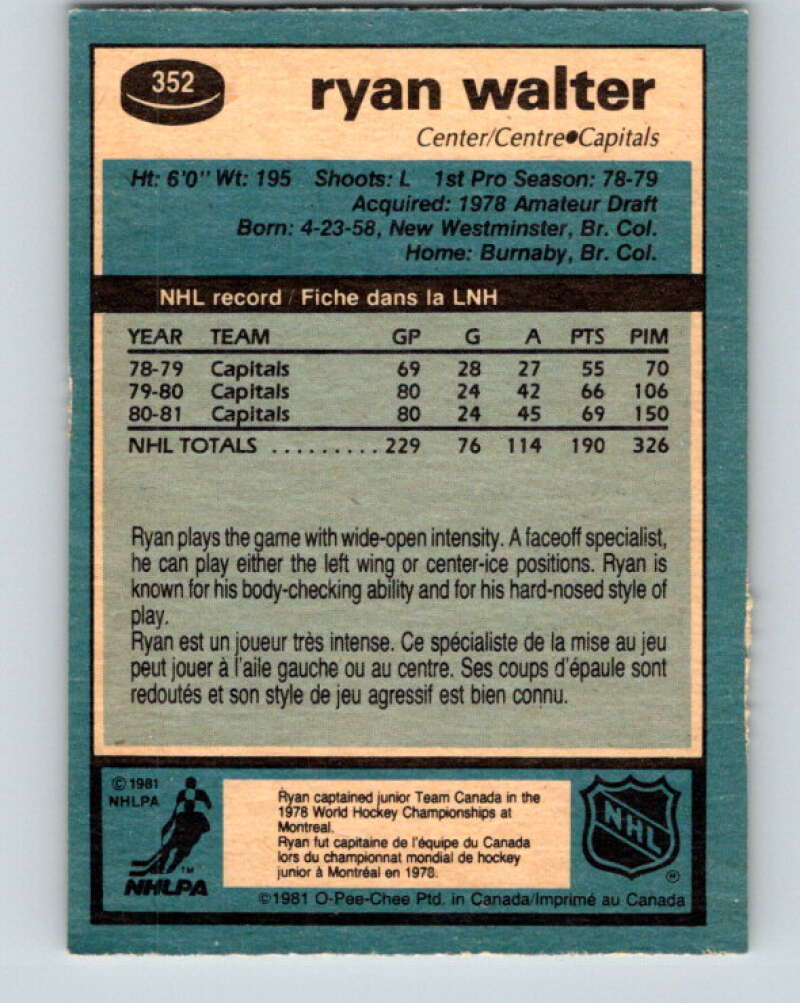 352
ryan walter
Center/Centre●Capitals
Ht: 6'0" Wt: 195 Shoots: L 1st Pro Season: 78-79
Acquired: 1978 Amateur Draft
Born: 4-23-58, New Westminster, Br. Col.
Home: Burnaby, Br. Col.
NHL record / Fiche dans la LNH
YEAR TEAM GP G A PTS PIM
78-79 Capitals 69 28 27 55 70
79-80 Capitals 80 24 42 66 106
80-81 Capitals 80 24 45 69 150
NHL TOTALS .......... 229 76 114 190 326
Ryan plays the game with wide-open intensity. A faceoff specialist,
he can play either the left wing or center-ice positions. Ryan is
known for his body-checking ability and for his hard-nosed style of
play.
Ryan est un joueur très intense. Ce spécialiste de la mise au jeu
peut jouer à l'aile gauche ou au centre. Ses coups d'épaule sont
redoutés et son style de jeu agressif est bien connu.
© 1981
NHLPA
TM
NHLPA
Ryan captained junior Team Canada in the
1978 World Hockey Championships at
Montreal.
Ryan fut capitaine de l'équipe du Canada
lors du championnat mondial de hockey
junior à Montréal en 1978.
NHL
®
©1981 O-Pee-Chee Ptd. in Canada/Imprimé au Canada